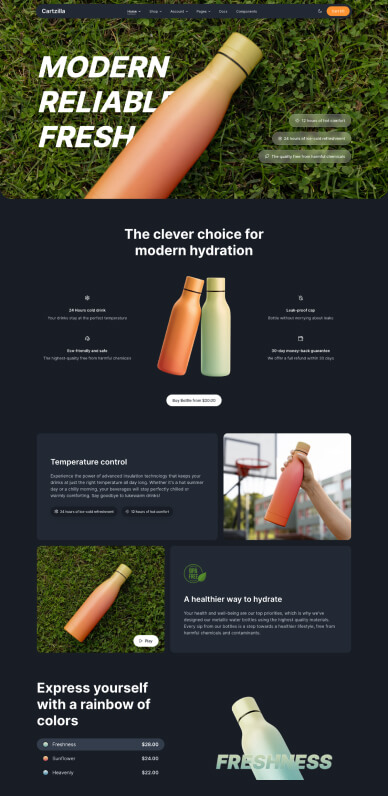 Cartzilla
Home Shop Account Pages Docs Components
MODERN
RELIABLE
FRESH
12 hours of hot comfort
24 hours of ice-cold refreshment
The quality free from harmful chemicals
The clever choice for
modern hydration
24 Hours cold drink
Your drinks stay at the perfect temperature
Leak-proof cap
Bottle without worrying about leaks
Eco-friendly and safe
The highest-quality free from harmful chemicals
30-day money-back guarantee
We offer a full refund within 30 days
Buy Bottle from $20.00
Temperature control
Experience the power of advanced insulation technology that keeps your
drinks at just the right temperature all day long. Whether it's a hot summer
day or a chilly morning, your beverages will stay perfectly chilled or
warmly comforting. Say goodbye to lukewarm drinks!
24 hours of ice-cold refreshment
12 hours of hot comfort
Play
BPA
FREE
A healthier way to hydrate
Your health and well-being are our top priorities, which is why we've
designed our metallic water bottles using the highest quality materials.
Every sip from our bottles is a step towards a healthier lifestyle, free from
harmful chemicals and contaminants.
Express yourself
with a rainbow of
colors
Freshness $28.00
Sunflower $24.00
Heavenly $22.00
FRESHNESS